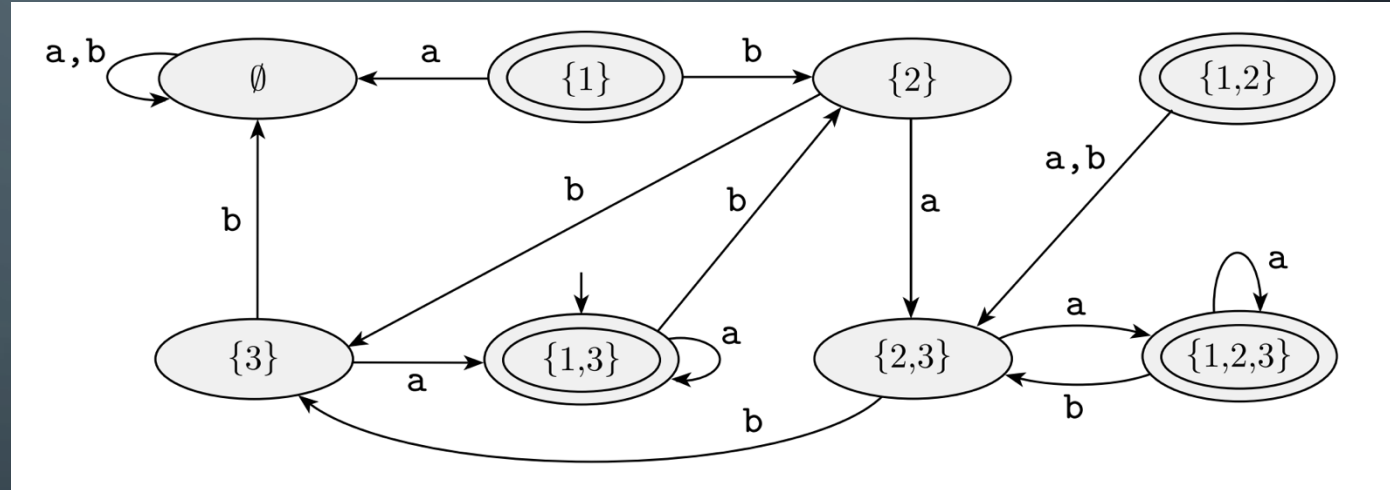 a,b
∅
a
{1}
b
{2}
{1,2}
b
b
b
a
a,b
{3}
a
{1,3}
a
{2,3}
a
b
{1,2,3}
a
b